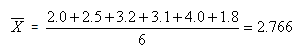 X̅ = (2.0+2.5+3.2+3.1+4.0+1.8)/6 = 2.766